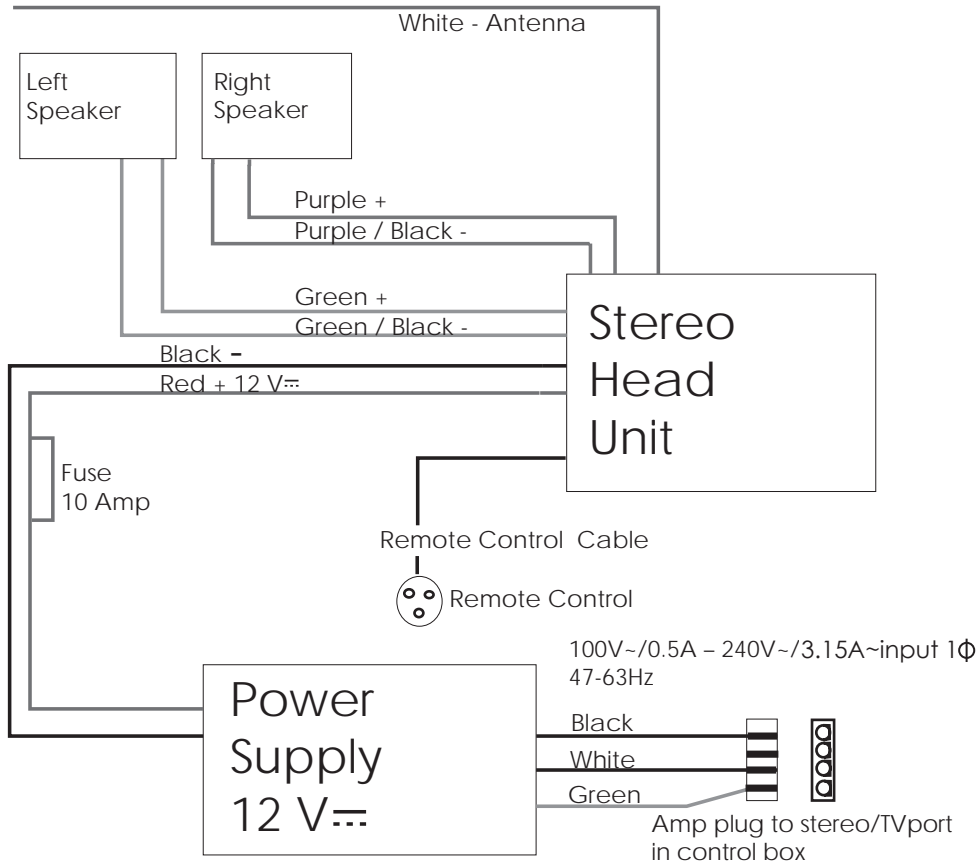 White - Antenna
Left
Speaker
Right
Speaker
Purple +
Purple / Black -
Green +
Green / Black -
Black -
Red + 12 V⎓
Stereo
Head
Unit
Fuse
10 Amp
Remote Control Cable
Remote Control
100V~/0.5A – 240V~/3.15A~input 1Φ
47-63Hz
Power
Supply
12 V⎓
Black
White
Green
Amp plug to stereo/TVport
in control box